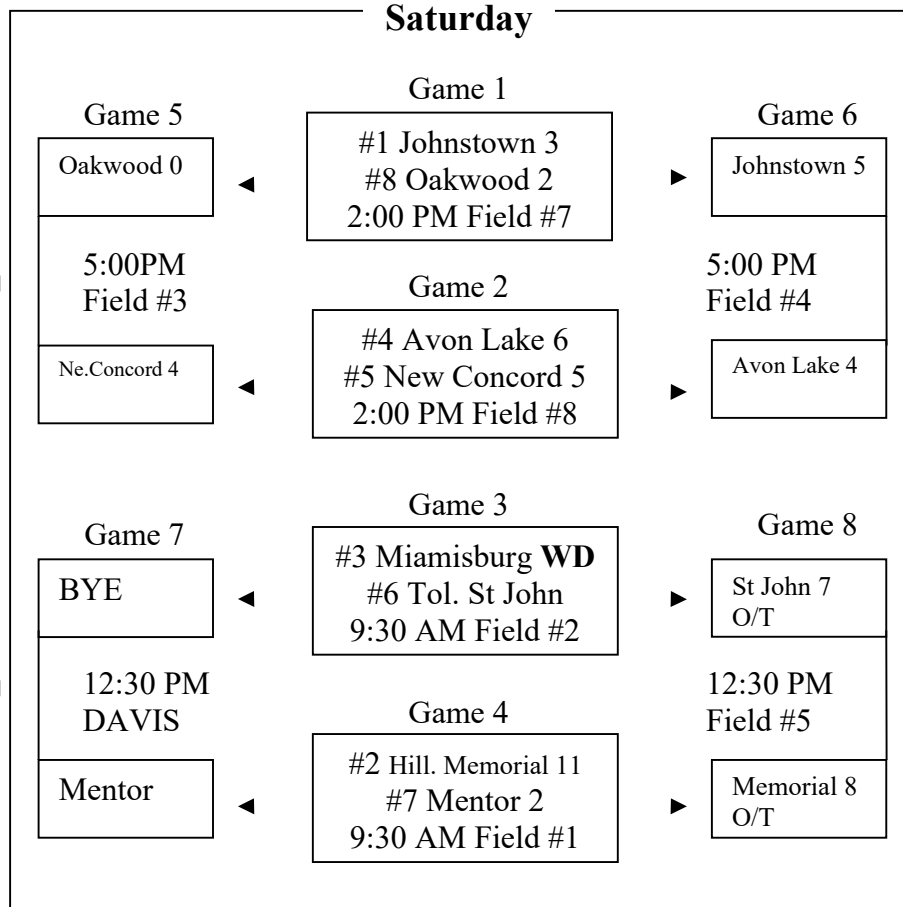 Saturday
Game 1
#1 Johnstown 3
#8 Oakwood 2
2:00 PM Field #7
Game 5
Oakwood 0
5:00PM
Field #3
Ne.Concord 4
Game 6
Johnstown 5
5:00 PM
Field #4
Avon Lake 4
Game 2
#4 Avon Lake 6
#5 New Concord 5
2:00 PM Field #8
Game 3
#3 Miamisburg WD
#6 Tol. St John
9:30 AM Field #2
Game 7
BYE
12:30 PM
DAVIS
Mentor
Game 8
St John 7
O/T
12:30 PM
Field #5
Memorial 8
O/T
Game 4
#2 Hill. Memorial 11
#7 Mentor 2
9:30 AM Field #1